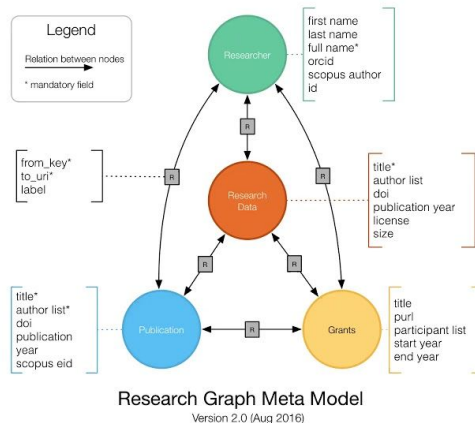 Legend
Relation between nodes
* mandatory field
Researcher
first name
last name
full name*
orcid
scopus author
id
R
R
R
from_key*
to_uri*
label
Research
Data
title*
author list
doi
publication year
license
size
R
R
title*
author list*
doi
publication
year
scopus eid
Publication
R
Grants
title
purl
participant list
start year
end year
Research Graph Meta Model
Version 2.0 (Aug 2016)